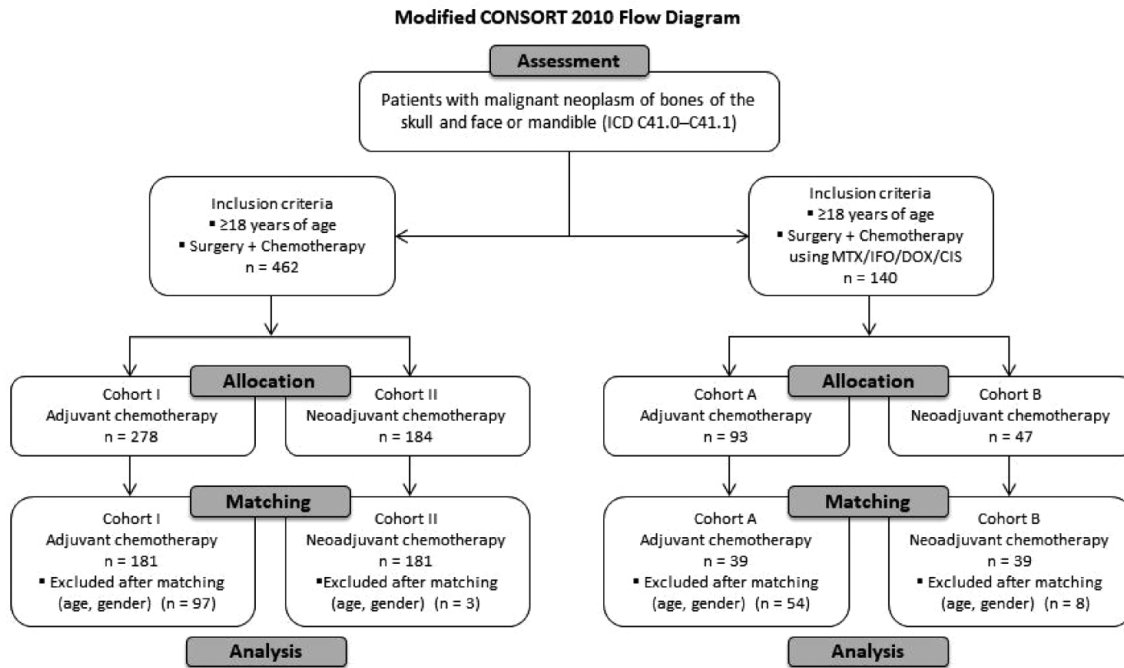 Modified CONSORT 2010 Flow Diagram
Assessment
Patients with malignant neoplasm of bones of the
skull and face or mandible (ICD C41.0–C41.1)
Inclusion criteria
▪ ≥18 years of age
▪ Surgery + Chemotherapy
n = 462
Inclusion criteria
▪ ≥18 years of age
▪ Surgery + Chemotherapy
using MTX/IFO/DOX/CIS
n = 140
Allocation
Cohort I
Adjuvant chemotherapy
n = 278
Cohort II
Neoadjuvant chemotherapy
n = 184
Allocation
Cohort A
Adjuvant chemotherapy
n = 93
Cohort B
Neoadjuvant chemotherapy
n = 47
Matching
Cohort I
Adjuvant chemotherapy
n = 181
▪ Excluded after matching
(age, gender) (n = 97)
Cohort II
Neoadjuvant chemotherapy
n = 181
▪Excluded after matching
(age, gender) (n = 3)
Matching
Cohort A
Adjuvant chemotherapy
n = 39
▪ Excluded after matching
(age, gender) (n = 54)
Cohort B
Neoadjuvant chemotherapy
n = 39
▪ Excluded after matching
(age, gender) (n = 8)
Analysis
Analysis